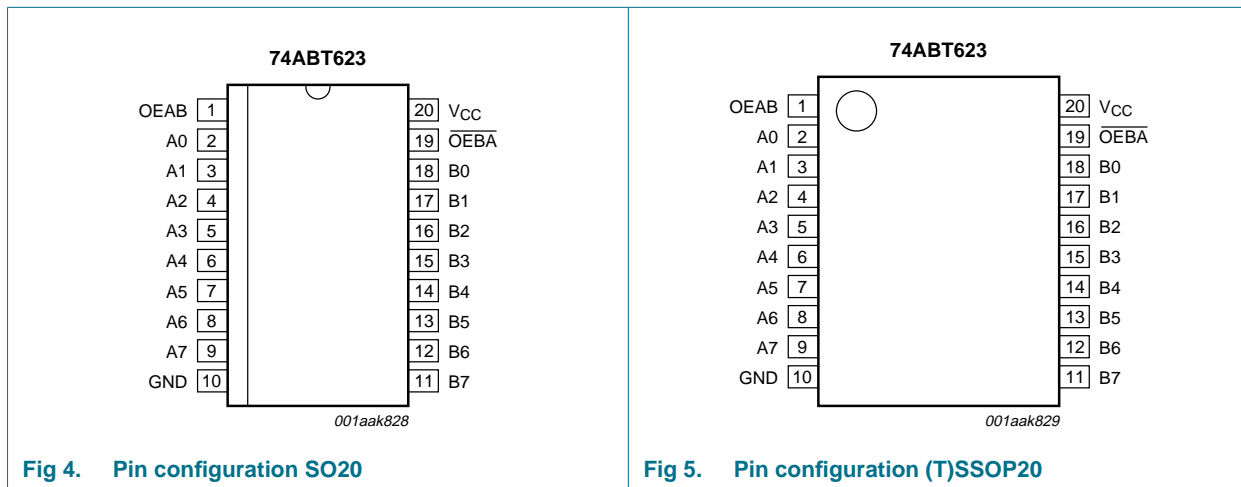 74ABT623
OEAB 1 20 VCC
A0 2 19 OEBA
A1 3 18 B0
A2 4 17 B1
A3 5 16 B2
A4 6 15 B3
A5 7 14 B4
A6 8 13 B5
A7 9 12 B6
GND 10 11 B7
001aak828
Fig 4. Pin configuration SO20
74ABT623
OEAB 1 20 VCC
A0 2 19 OEBA
A1 3 18 B0
A2 4 17 B1
A3 5 16 B2
A4 6 15 B3
A5 7 14 B4
A6 8 13 B5
A7 9 12 B6
GND 10 11 B7
001aak829
Fig 5. Pin configuration (T)SSOP20